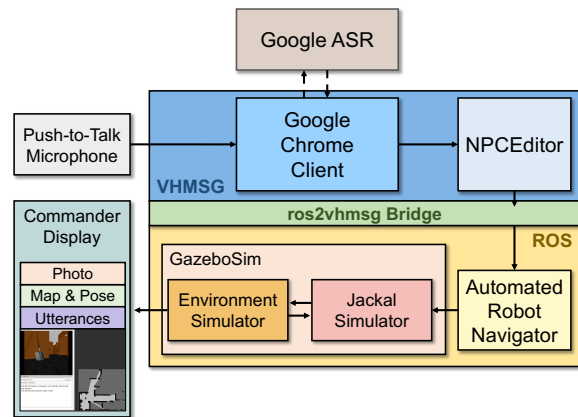 Google ASR
Push-to-Talk
Microphone
Google
Chrome
Client
NPCEditor
VHMSG
ros2vhmsg Bridge
ROS
Commander
Display
Photo
Map & Pose
Utterances
GazeboSim
Environment
Simulator
Jackal
Simulator
Automated
Robot
Navigator